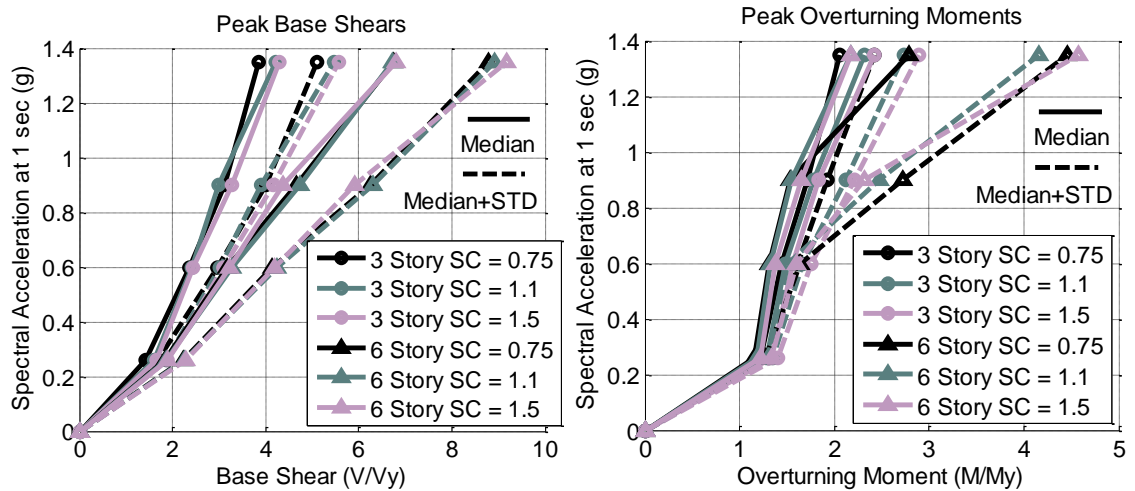 Peak Base Shears
Spectral Acceleration at 1 sec (g)
1.4
1.2
1
0.8
0.6
0.4
0.2
0
0
2
4
6
8
10
Base Shear (V/Vy)
Median
Median+STD
3 Story SC = 0.75
3 Story SC = 1.1
3 Story SC = 1.5
6 Story SC = 0.75
6 Story SC = 1.1
6 Story SC = 1.5
Peak Overturning Moments
Spectral Acceleration at 1 sec (g)
1.4
1.2
1
0.8
0.6
0.4
0.2
0
0
1
2
3
4
5
Overturning Moment (M/My)
Median
Median+STD
3 Story SC = 0.75
3 Story SC = 1.1
3 Story SC = 1.5
6 Story SC = 0.75
6 Story SC = 1.1
6 Story SC = 1.5